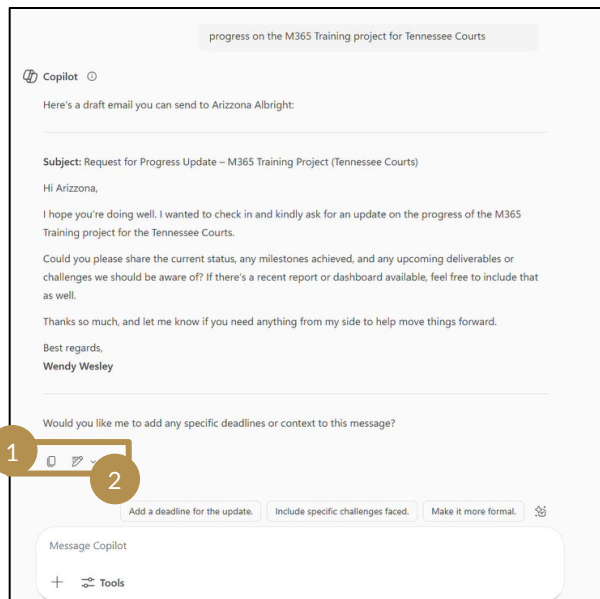 progress on the M365 Training project for Tennessee Courts
Copilot
Here's a draft email you can send to Arizzona Albright:
Subject: Request for Progress Update – M365 Training Project (Tennessee Courts)
Hi Arizzona,
I hope you're doing well. I wanted to check in and kindly ask for an update on the progress of the M365
Training project for the Tennessee Courts.
Could you please share the current status, any milestones achieved, and any upcoming deliverables or
challenges we should be aware of? If there's a recent report or dashboard available, feel free to include that
as well.
Thanks so much, and let me know if you need anything from my side to help move things forward.
Best regards,
Wendy Wesley
Would you like me to add any specific deadlines or context to this message?
1
2
Add a deadline for the update. Include specific challenges faced. Make it more formal.
Message Copilot
Tools